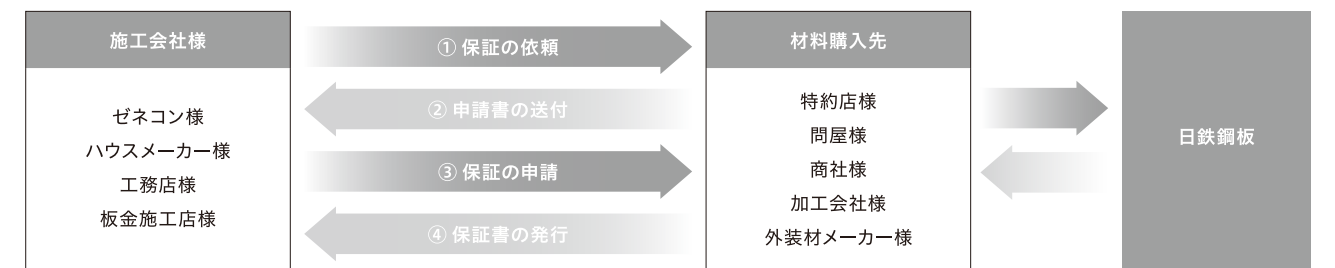 施工会社様
ゼネコン様
ハウスメーカー様
工務店様
板金施工店様
① 保証の依頼
② 申請書の送付
③ 保証の申請
④ 保証書の発行
材料購入先
特約店様
問屋様
商社様
加工会社様
外装材メーカー様
日鉄鋼板